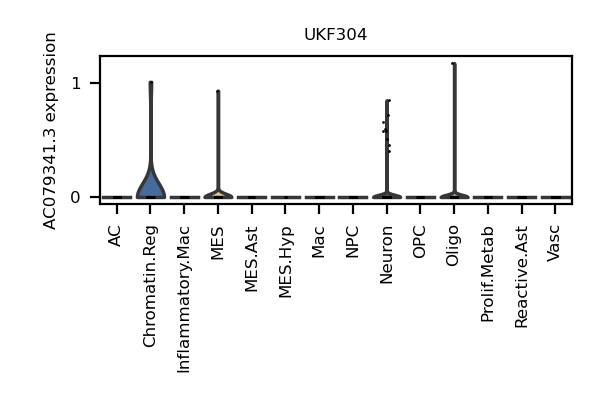 UKF304
AC079341.3 expression
1
0
AC
Chromatin.Reg
Inflammatory.Mac
MES
MES.Ast
MES.Hyp
Mac
NPC
Neuron
OPC
Oligo
Prolif.Metab
Reactive.Ast
Vasc